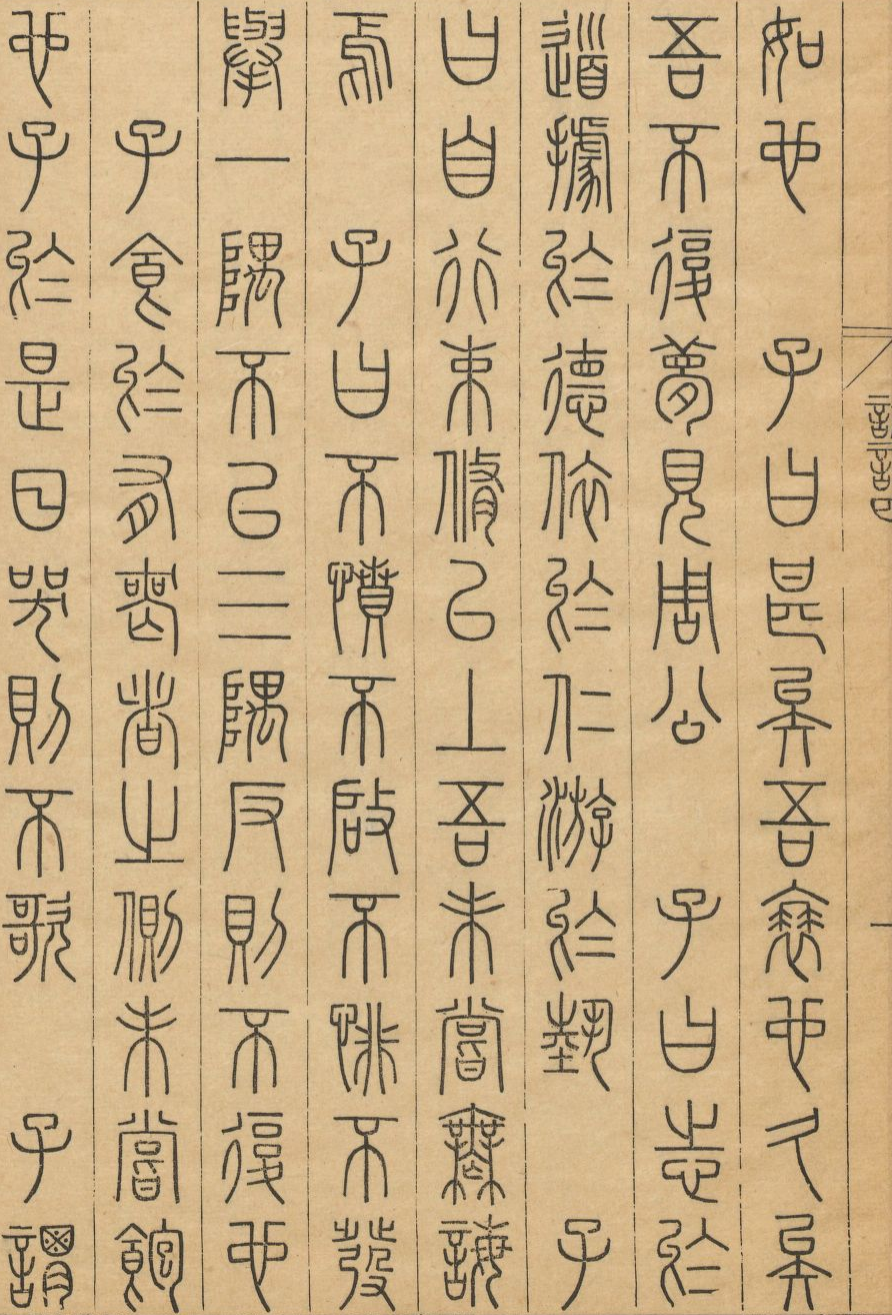 如也　子曰甚矣吾衰也久矣
吾不復夢見周公　子曰志於
道據於德依於仁游於藝　子
曰自行束脩以上吾未嘗無誨
焉　子曰不憤不啟不悱不發
舉一隅不以三隅反則不復也
子食於有喪者之側未嘗飽
也子於是日哭則不歌　子謂